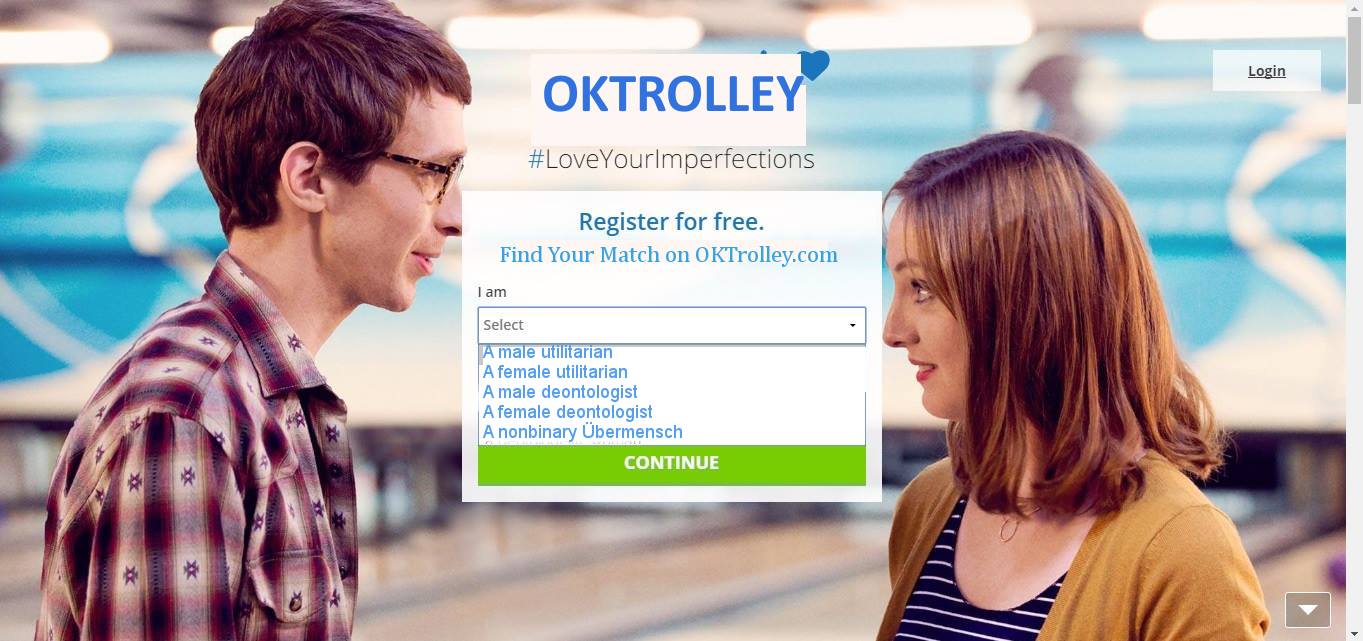 OKTROLLEY
Login
#LoveYourImperfections
Register for free.
Find Your Match on OKTrolley.com
I am
Select
A male utilitarian
A female utilitarian
A male deontologist
A female deontologist
A nonbinary Übermensch
CONTINUE